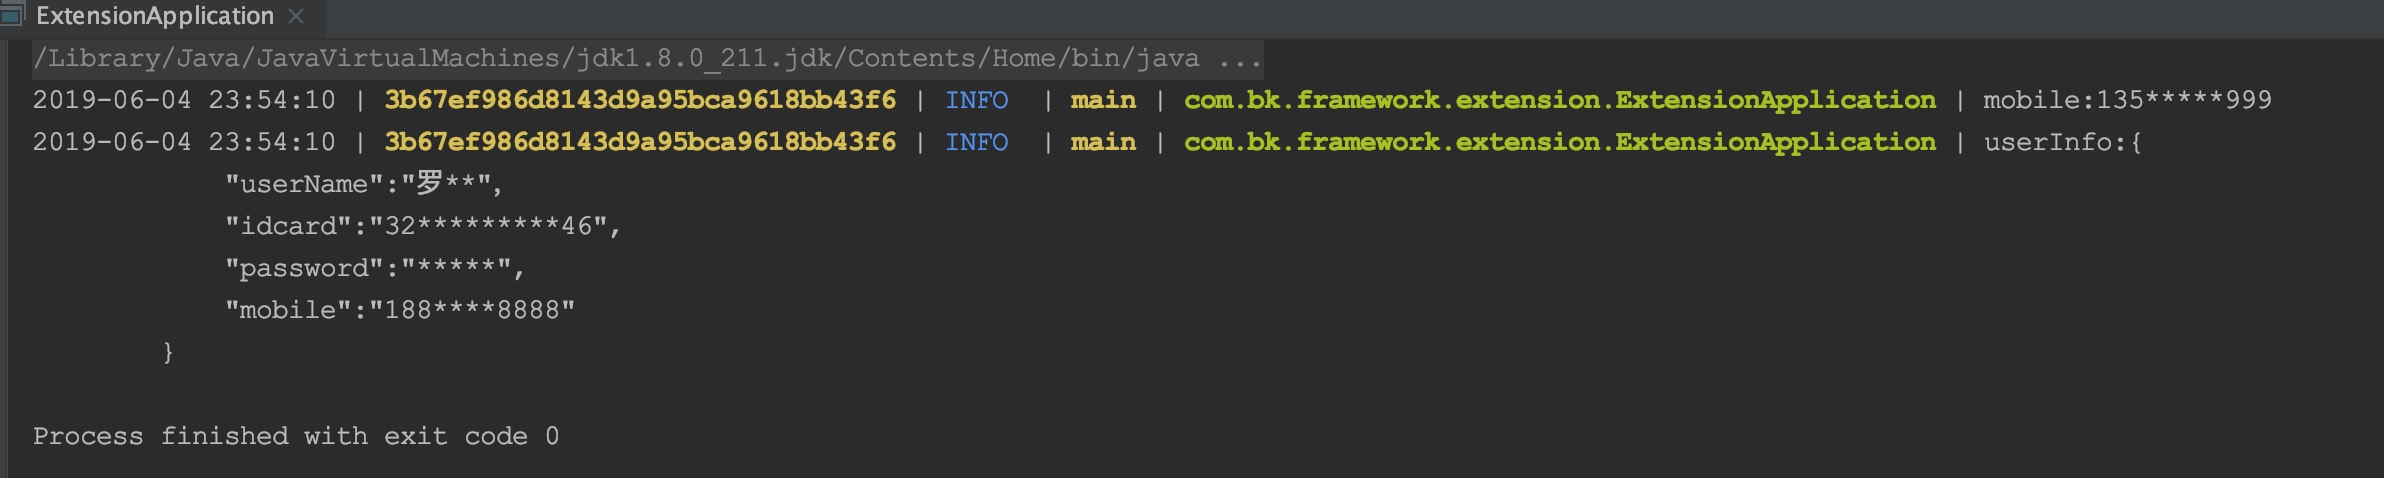 ExtensionApplication
/Library/Java/JavaVirtualMachines/jdk1.8.0_211.jdk/Contents/Home/bin/java ...
2019-06-04 23:54:10 | 3b67ef986d8143d9a95bca9618bb43f6 | INFO  | main | com.bk.framework.extension.ExtensionApplication | mobile:135*****999
2019-06-04 23:54:10 | 3b67ef986d8143d9a95bca9618bb43f6 | INFO  | main | com.bk.framework.extension.ExtensionApplication | userInfo:{
            "userName":"罗**",
            "idcard":"32*********46",
            "password":"*****",
            "mobile":"188****8888"
        }
Process finished with exit code 0